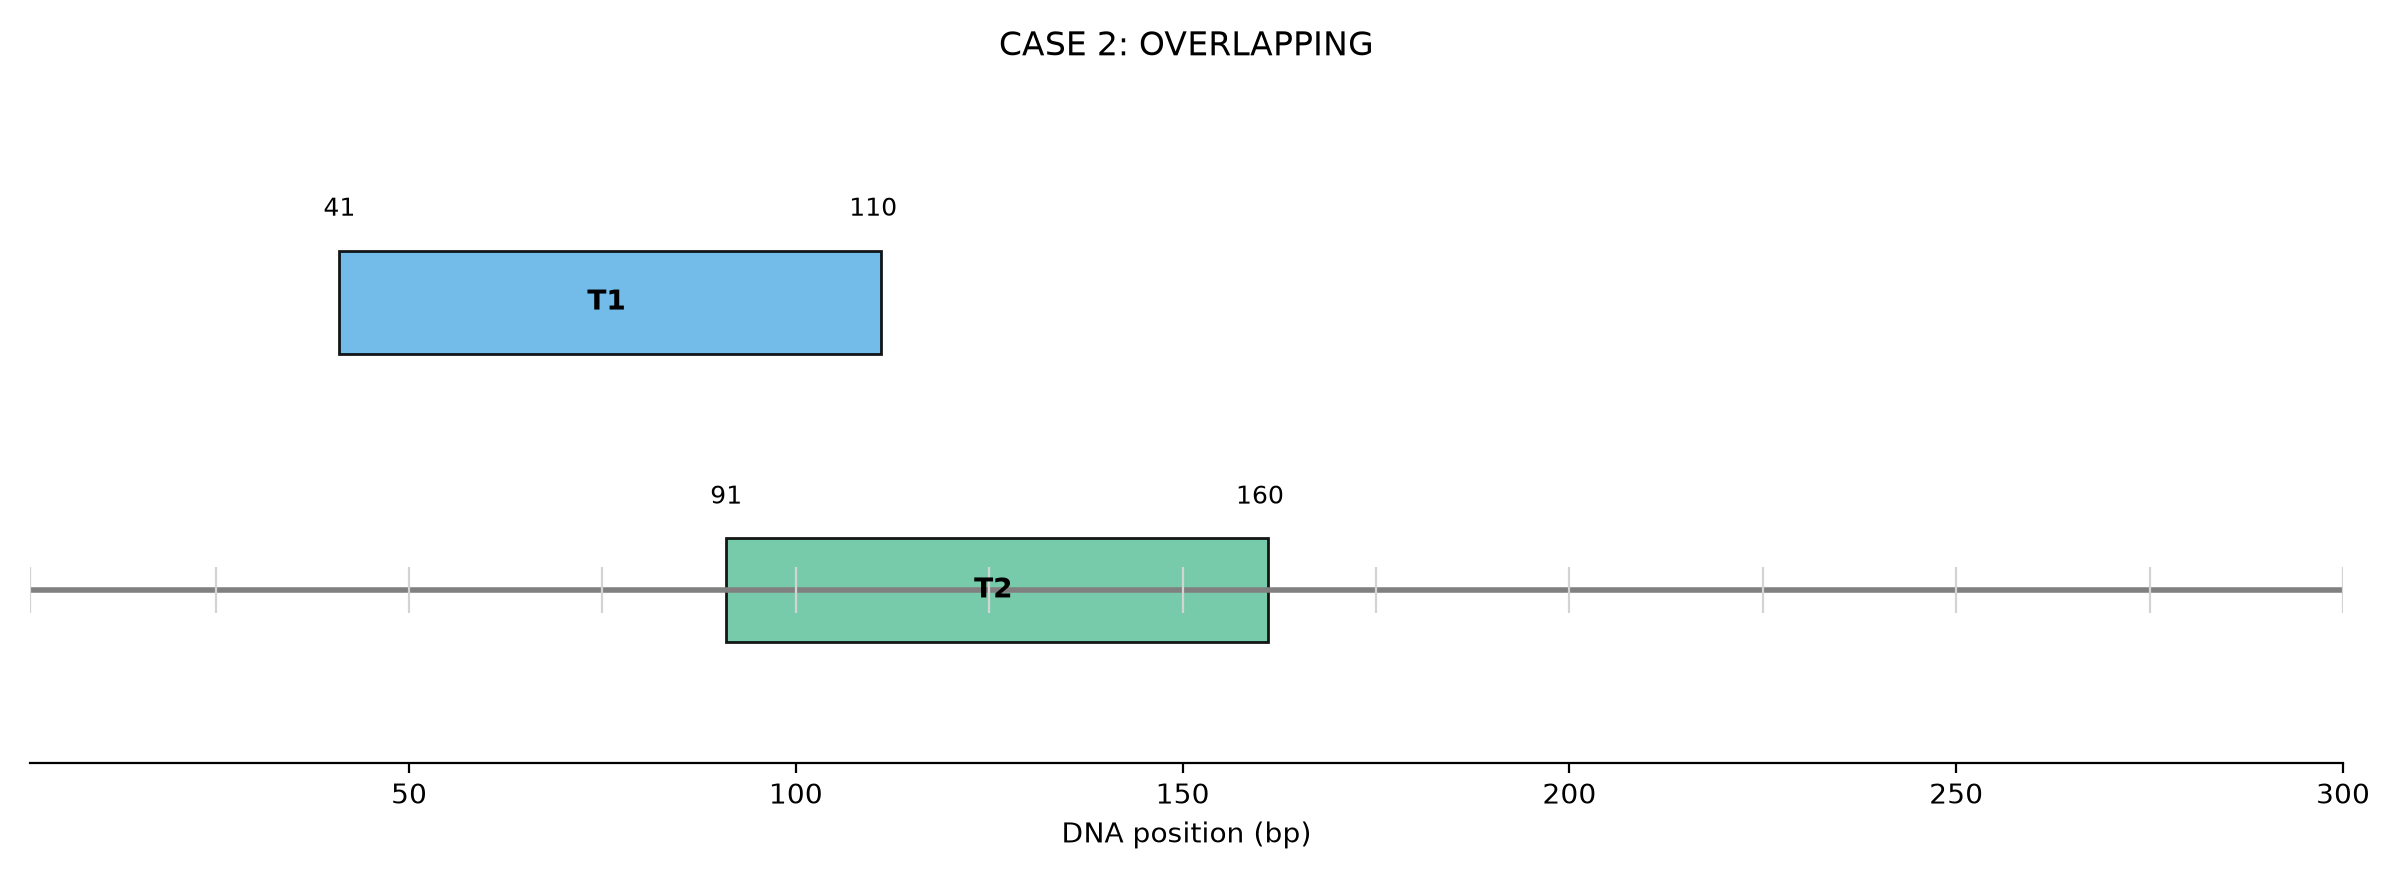 CASE 2: OVERLAPPING
41 110
T1
91 160
T2
50 100 150 200 250 300
DNA position (bp)